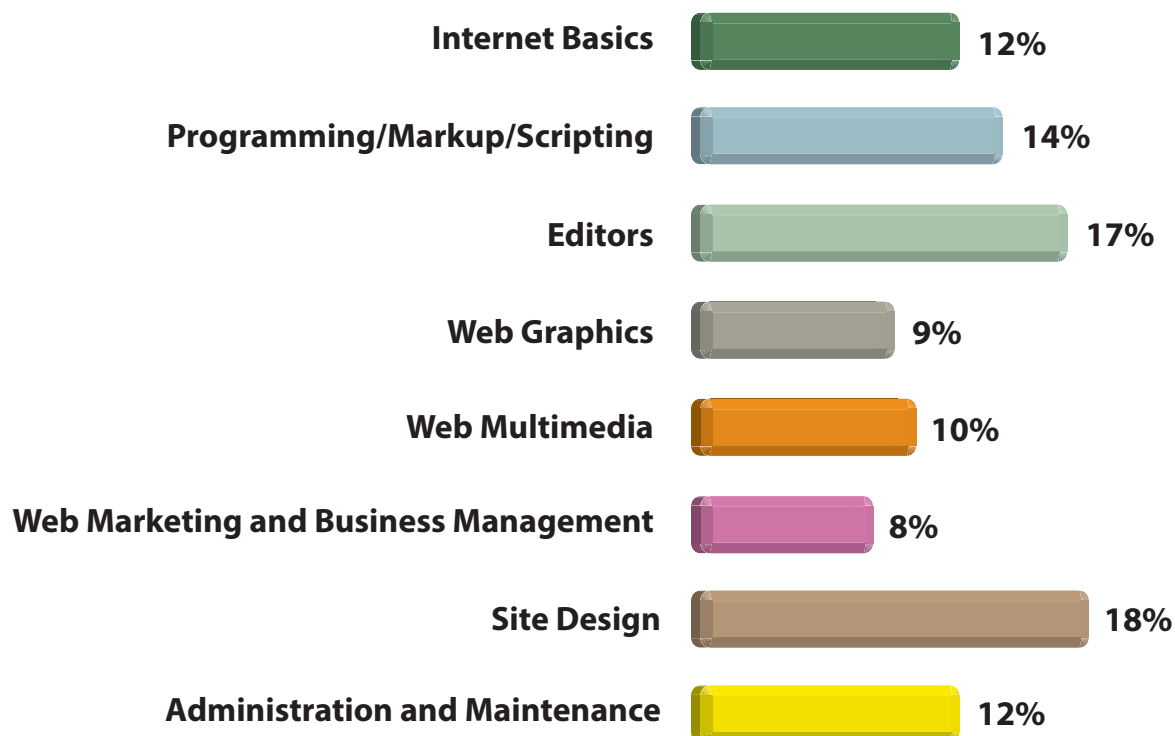 Internet Basics 12%
Programming/Markup/Scripting 14%
Editors 17%
Web Graphics 9%
Web Multimedia 10%
Web Marketing and Business Management 8%
Site Design 18%
Administration and Maintenance 12%